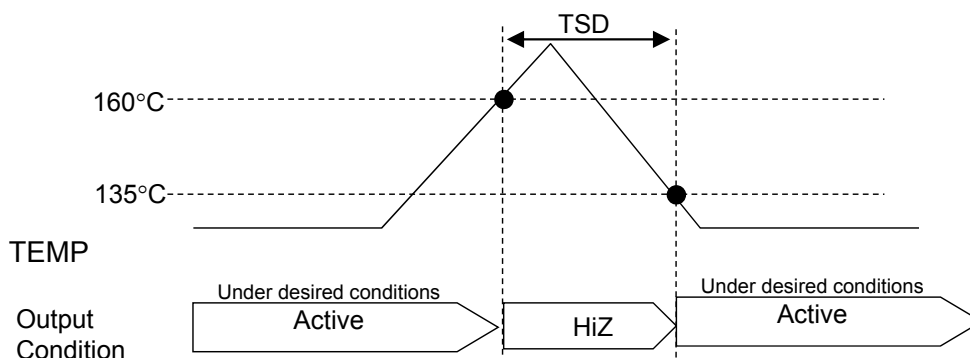 TSD
160°C
135°C
TEMP
Under desired conditions
Active
HiZ
Under desired conditions
Active
Output
Condition